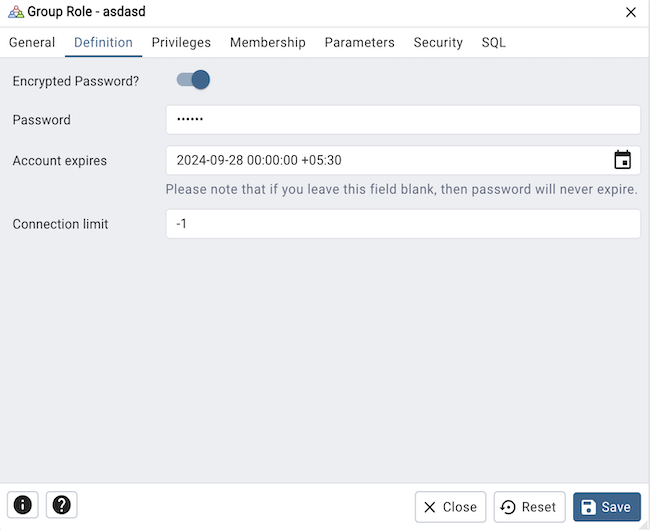 Group Role - asdasd
General Definition Privileges Membership Parameters Security SQL
Encrypted Password?
Password ••••••
Account expires 2024-09-28 00:00:00 +05:30
Please note that if you leave this field blank, then password will never expire.
Connection limit -1
Close Reset Save